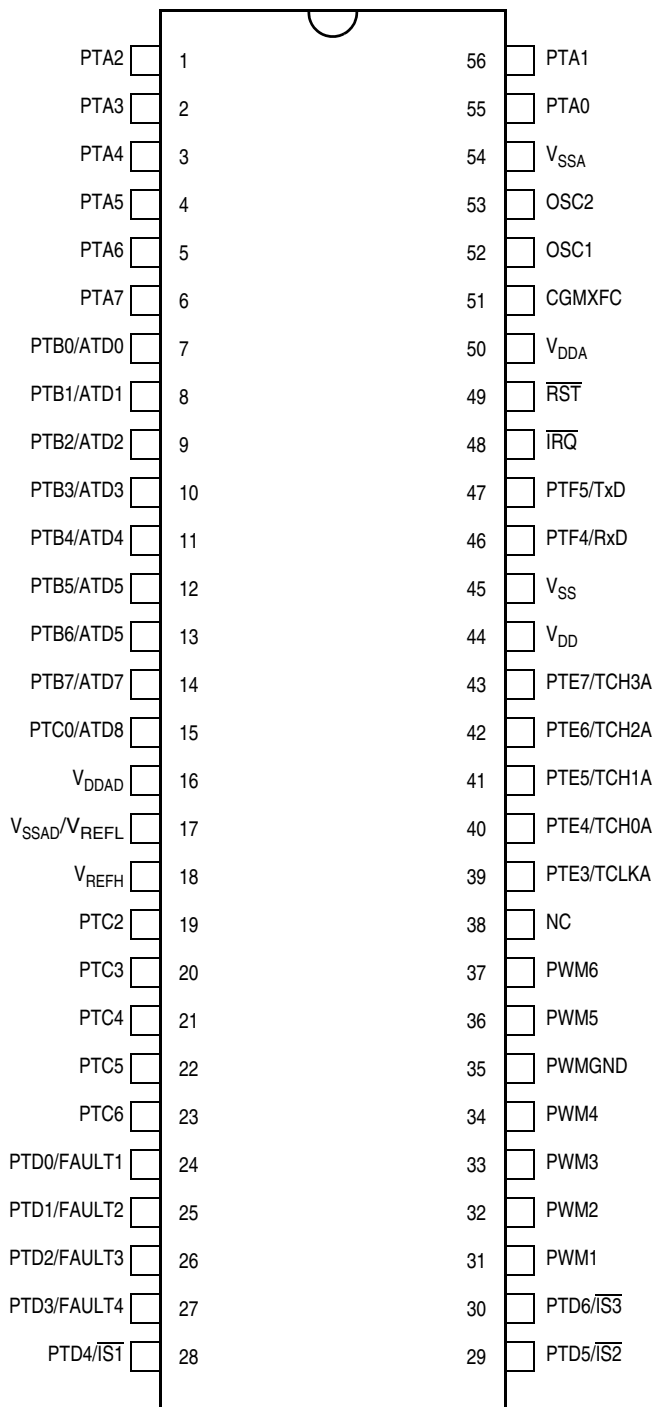 PTA2 1 56 PTA1
PTA3 2 55 PTA0
PTA4 3 54 VSSA
PTA5 4 53 OSC2
PTA6 5 52 OSC1
PTA7 6 51 CGMXFC
PTB0/ATD0 7 50 VDDA
PTB1/ATD1 8 49 R̅S̅T̅
PTB2/ATD2 9 48 I̅R̅Q̅
PTB3/ATD3 10 47 PTF5/TxD
PTB4/ATD4 11 46 PTF4/RxD
PTB5/ATD5 12 45 VSS
PTB6/ATD5 13 44 VDD
PTB7/ATD7 14 43 PTE7/TCH3A
PTC0/ATD8 15 42 PTE6/TCH2A
VDDAD 16 41 PTE5/TCH1A
VSSAD/VREFL 17 40 PTE4/TCH0A
VREFH 18 39 PTE3/TCLKA
PTC2 19 38 NC
PTC3 20 37 PWM6
PTC4 21 36 PWM5
PTC5 22 35 PWMGND
PTC6 23 34 PWM4
PTD0/FAULT1 24 33 PWM3
PTD1/FAULT2 25 32 PWM2
PTD2/FAULT3 26 31 PWM1
PTD3/FAULT4 27 30 PTD6/I̅S̅3̅
PTD4/I̅S̅1̅ 28 29 PTD5/I̅S̅2̅